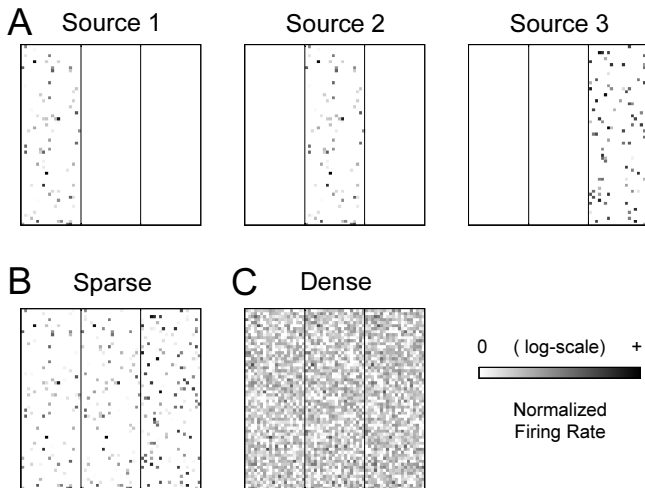 A
Source 1
Source 2
Source 3
B
Sparse
C
Dense
0 ( log-scale) +
Normalized
Firing Rate